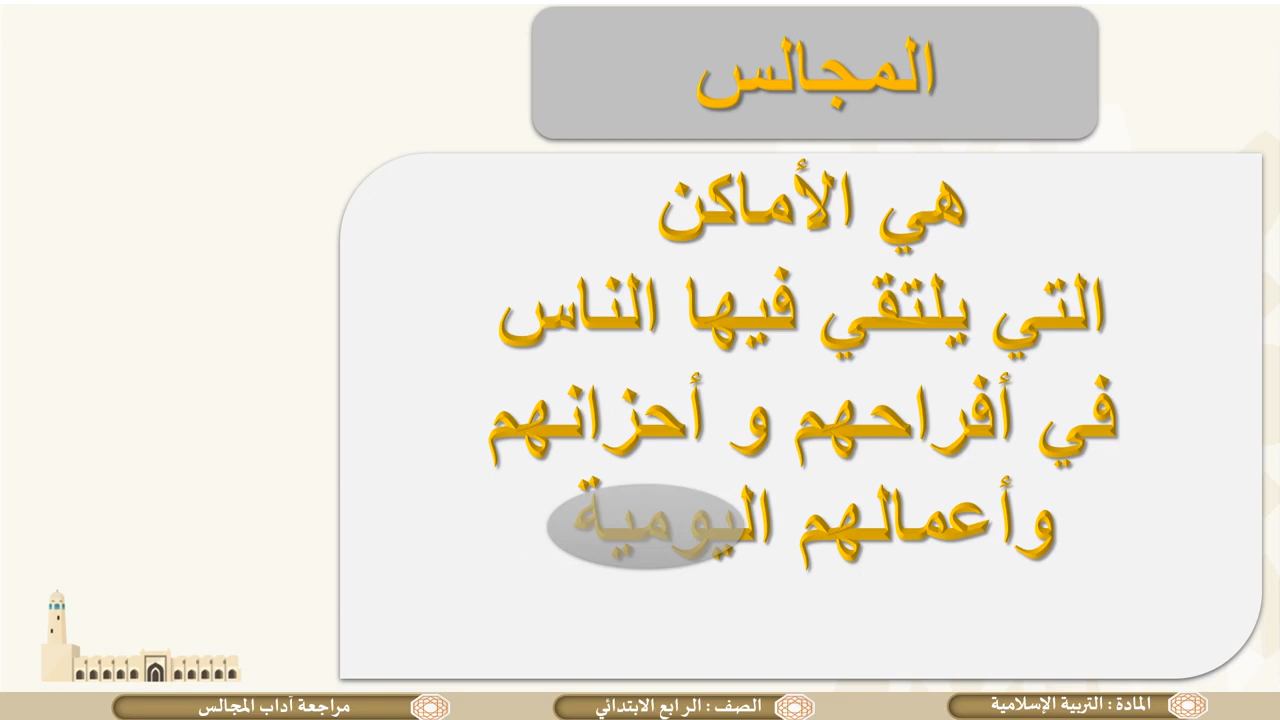 المجالس
هي الأماكن
التي يلتقي فيها الناس
في أفراحهم و أحزانهم
وأعمالهم اليومية
المادة : التربية الإسلامية
الصف : الرابع الابتدائي
مراجعة آداب المجالس